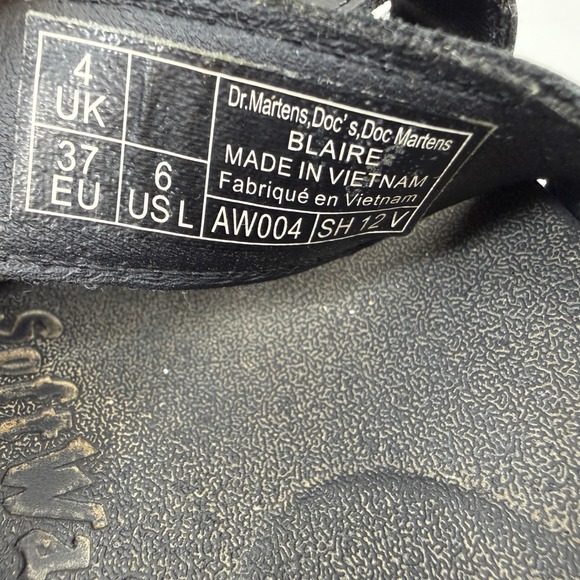 4
UK
37
EU
6
US L
Dr.Martens,Doc's,Doc Martens
BLAIRE
MADE IN VIETNAM
Fabriqué en Vietnam
AW004
SH 12 V
SoftWa